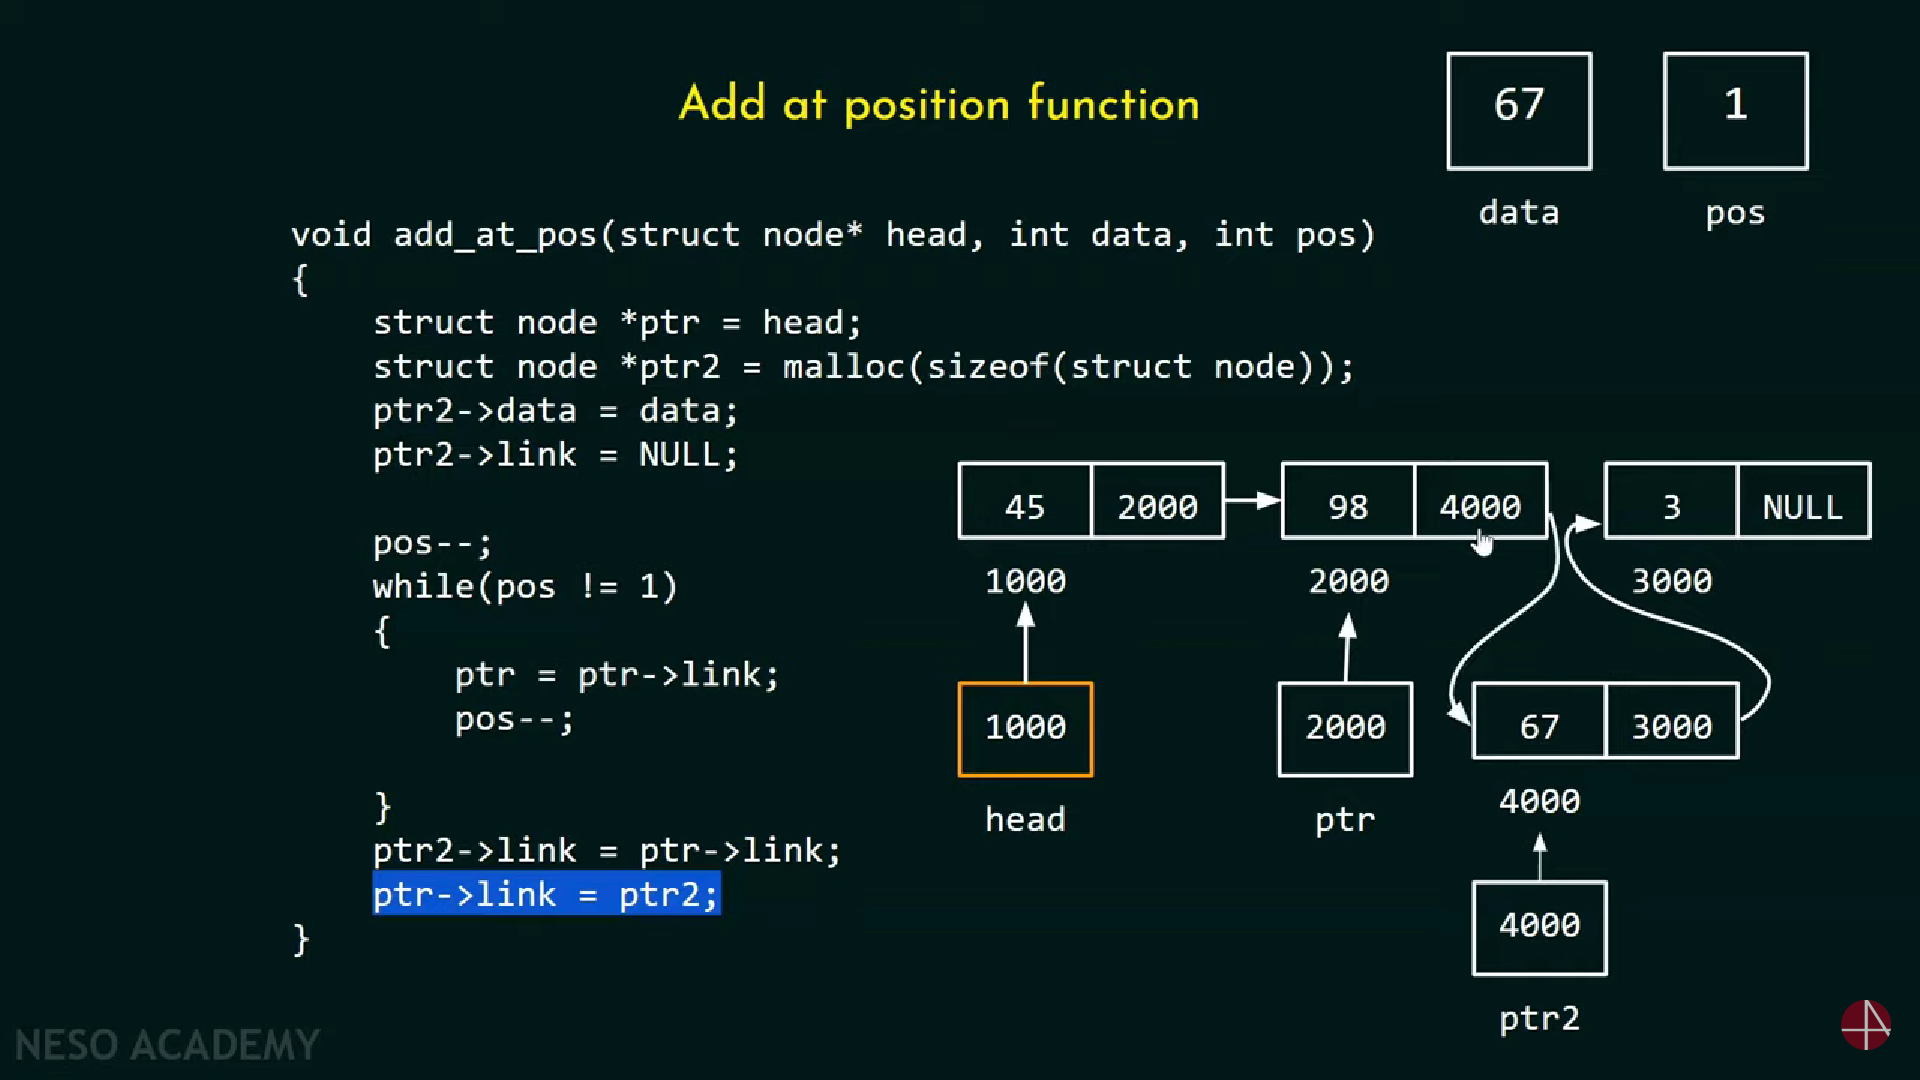 Add at position function
67
1
data
pos
void add_at_pos(struct node* head, int data, int pos)
{
struct node *ptr = head;
struct node *ptr2 = malloc(sizeof(struct node));
ptr2->data = data;
ptr2->link = NULL;
pos--;
while(pos != 1)
{
ptr = ptr->link;
pos--;
}
ptr2->link = ptr->link;
ptr->link = ptr2;
}
45 2000
98 4000
3 NULL
1000
2000
3000
1000
2000
67 3000
head
ptr
4000
4000
ptr2
NESO ACADEMY